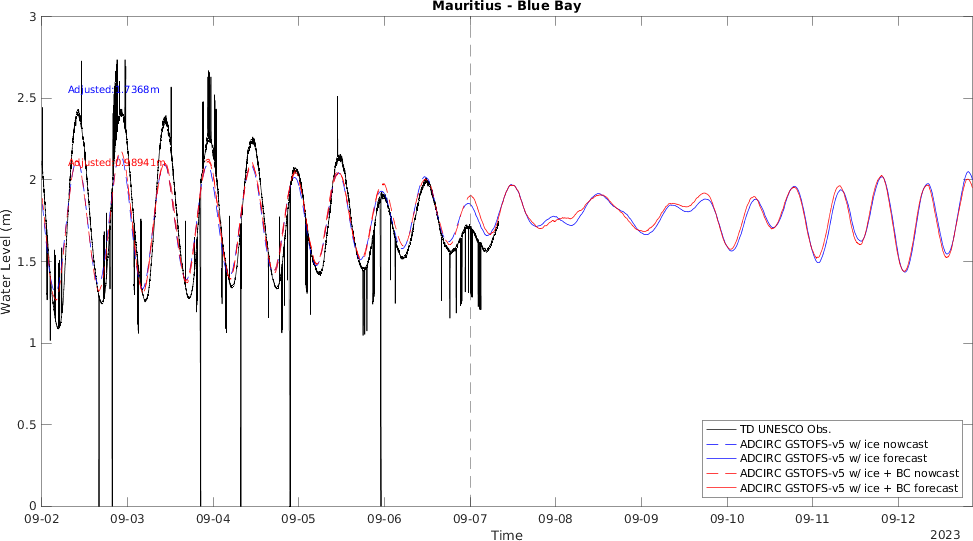 Mauritius - Blue Bay
Water Level (m)
3
2.5
2
1.5
1
0.5
0
Adjusted:
7368m
Adjusted:
09-02 09-03 09-04 09-05 09-06 09-07 09-08 09-09 09-10 09-11 09-12
Time
2023
TD UNESCO Obs.
ADCIRC GSTOFS-v5 w/ ice nowcast
ADCIRC GSTOFS-v5 w/ ice forecast
ADCIRC GSTOFS-v5 w/ ice + BC nowcast
ADCIRC GSTOFS-v5 w/ ice + BC forecast